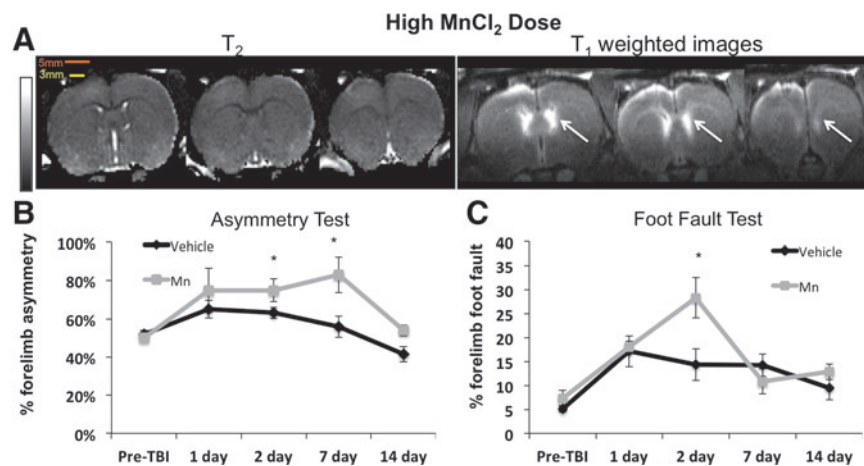 High MnCl₂ Dose
A
T₂
T₁ weighted images
5mm
3mm
B
Asymmetry Test
% forelimb asymmetry
100%
80%
60%
40%
20%
0%
Vehicle
Mn
*
*
Pre-TBI 1 day 2 day 7 day 14 day
C
Foot Fault Test
% forelimb foot fault
40
35
30
25
20
15
10
5
0
Vehicle
Mn
*
Pre-TBI 1 day 2 day 7 day 14 day